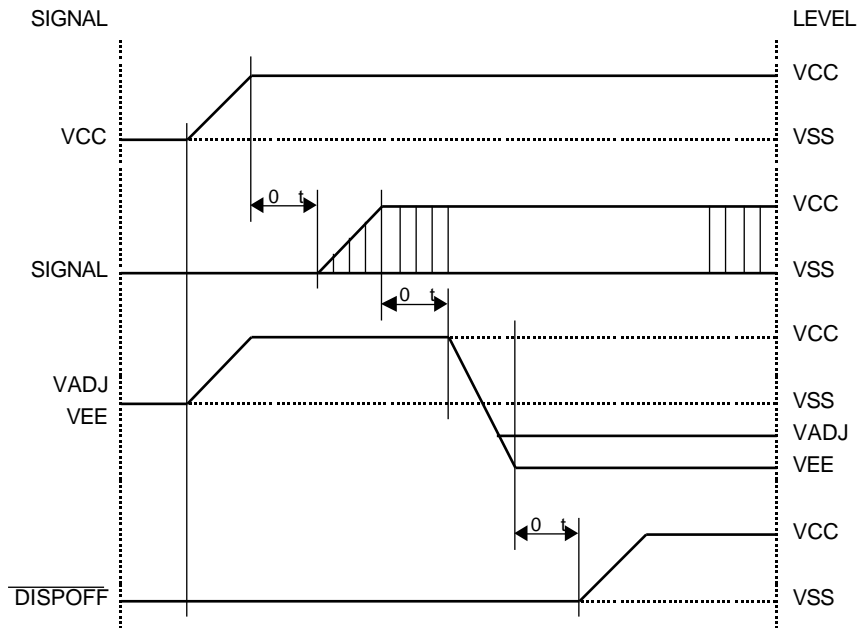 SIGNAL LEVEL
VCC
VCC VSS
0 t VCC
SIGNAL VSS
0 t
VCC
VADJ
VSS
VEE
VADJ
VEE
0 t VCC
DISPOFF VSS